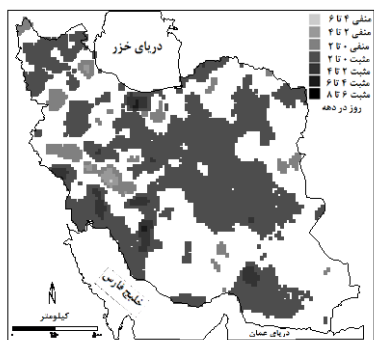 منفی ۴ تا ۶
منفی ۲ تا ۴
منفی ۰ تا ۲
مثبت ۰ تا ۲
مثبت ۲ تا ۴
مثبت ۴ تا ۶
مثبت ۶ تا ۸
روز در دهه
دریای خزر
خلیج فارس
دریای عمان
N
کیلومتر